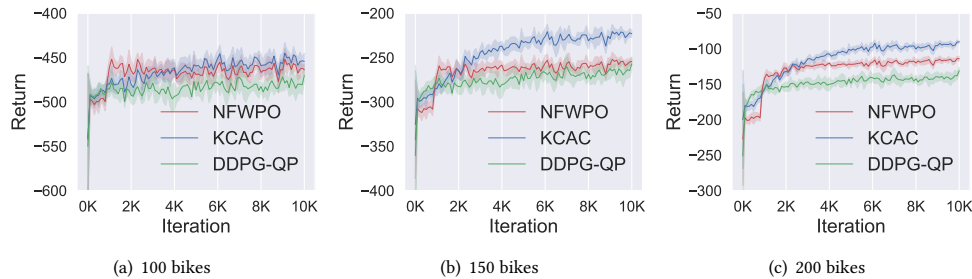 −400
−450
−500
−550
−600
Return
0K 2K 4K 6K 8K 10K
Iteration
NFWPO
KCAC
DDPG-QP
(a) 100 bikes
−200
−250
−300
−350
−400
Return
0K 2K 4K 6K 8K 10K
Iteration
NFWPO
KCAC
DDPG-QP
(b) 150 bikes
−50
−100
−150
−200
−250
−300
Return
0K 2K 4K 6K 8K 10K
Iteration
NFWPO
KCAC
DDPG-QP
(c) 200 bikes